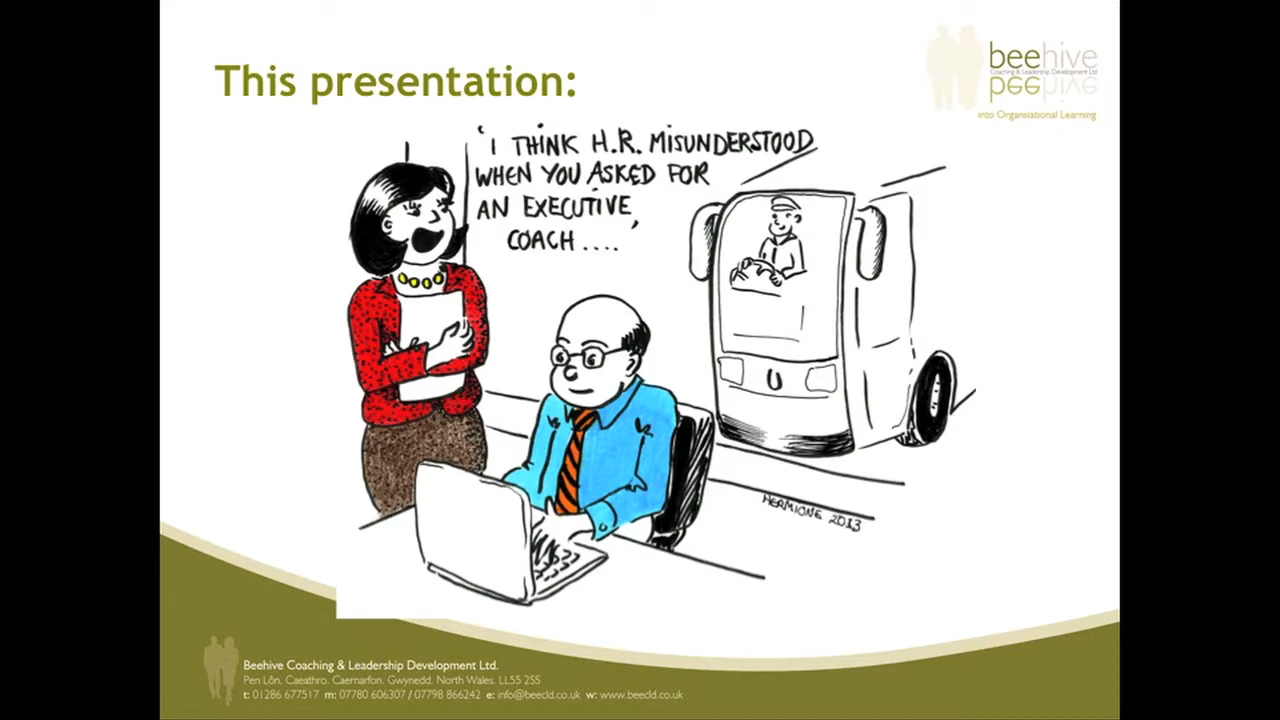 This presentation:
beehive
Coaching & Leadership Development Ltd
beehive
into Organsiational Learning
'I THINK H.R. MISUNDERSTOOD
WHEN YOU ASKED FOR
AN EXECUTIVE
COACH....'
HERMIONE 2013
Beehive Coaching & Leadership Development Ltd.
Pen Lôn. Caeathro. Caernarfon. Gwynedd. North Wales. LL55 2SS
t: 01286 677517 m: 07780 606307 / 07798 866242 e: info@beecld.co.uk w: www.beecld.co.uk